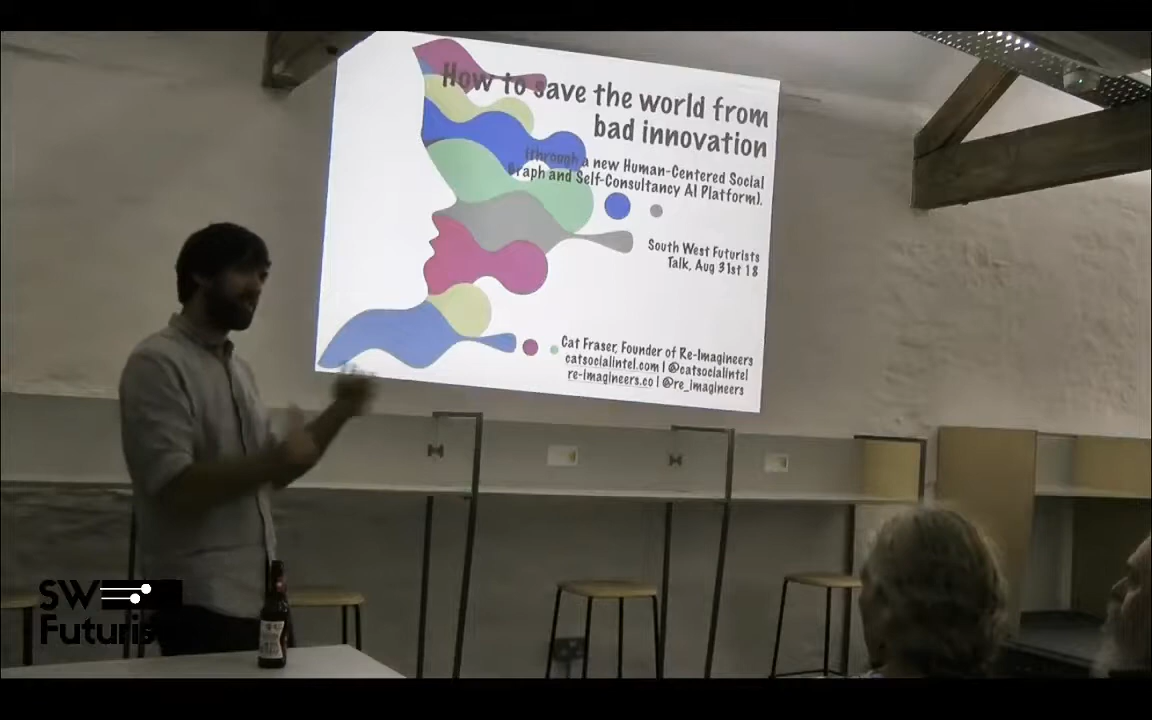 How to save the world from
bad innovation
(through a new Human-Centered Social
Graph and Self-Consultancy AI Platform).
South West Futurists
Talk, Aug 31st 18
Cat Fraser, Founder of Re-Imagineers
catsocialintel.com | @catsocialintel
re-imagineers.co | @re_imagineers
SW
Futuris